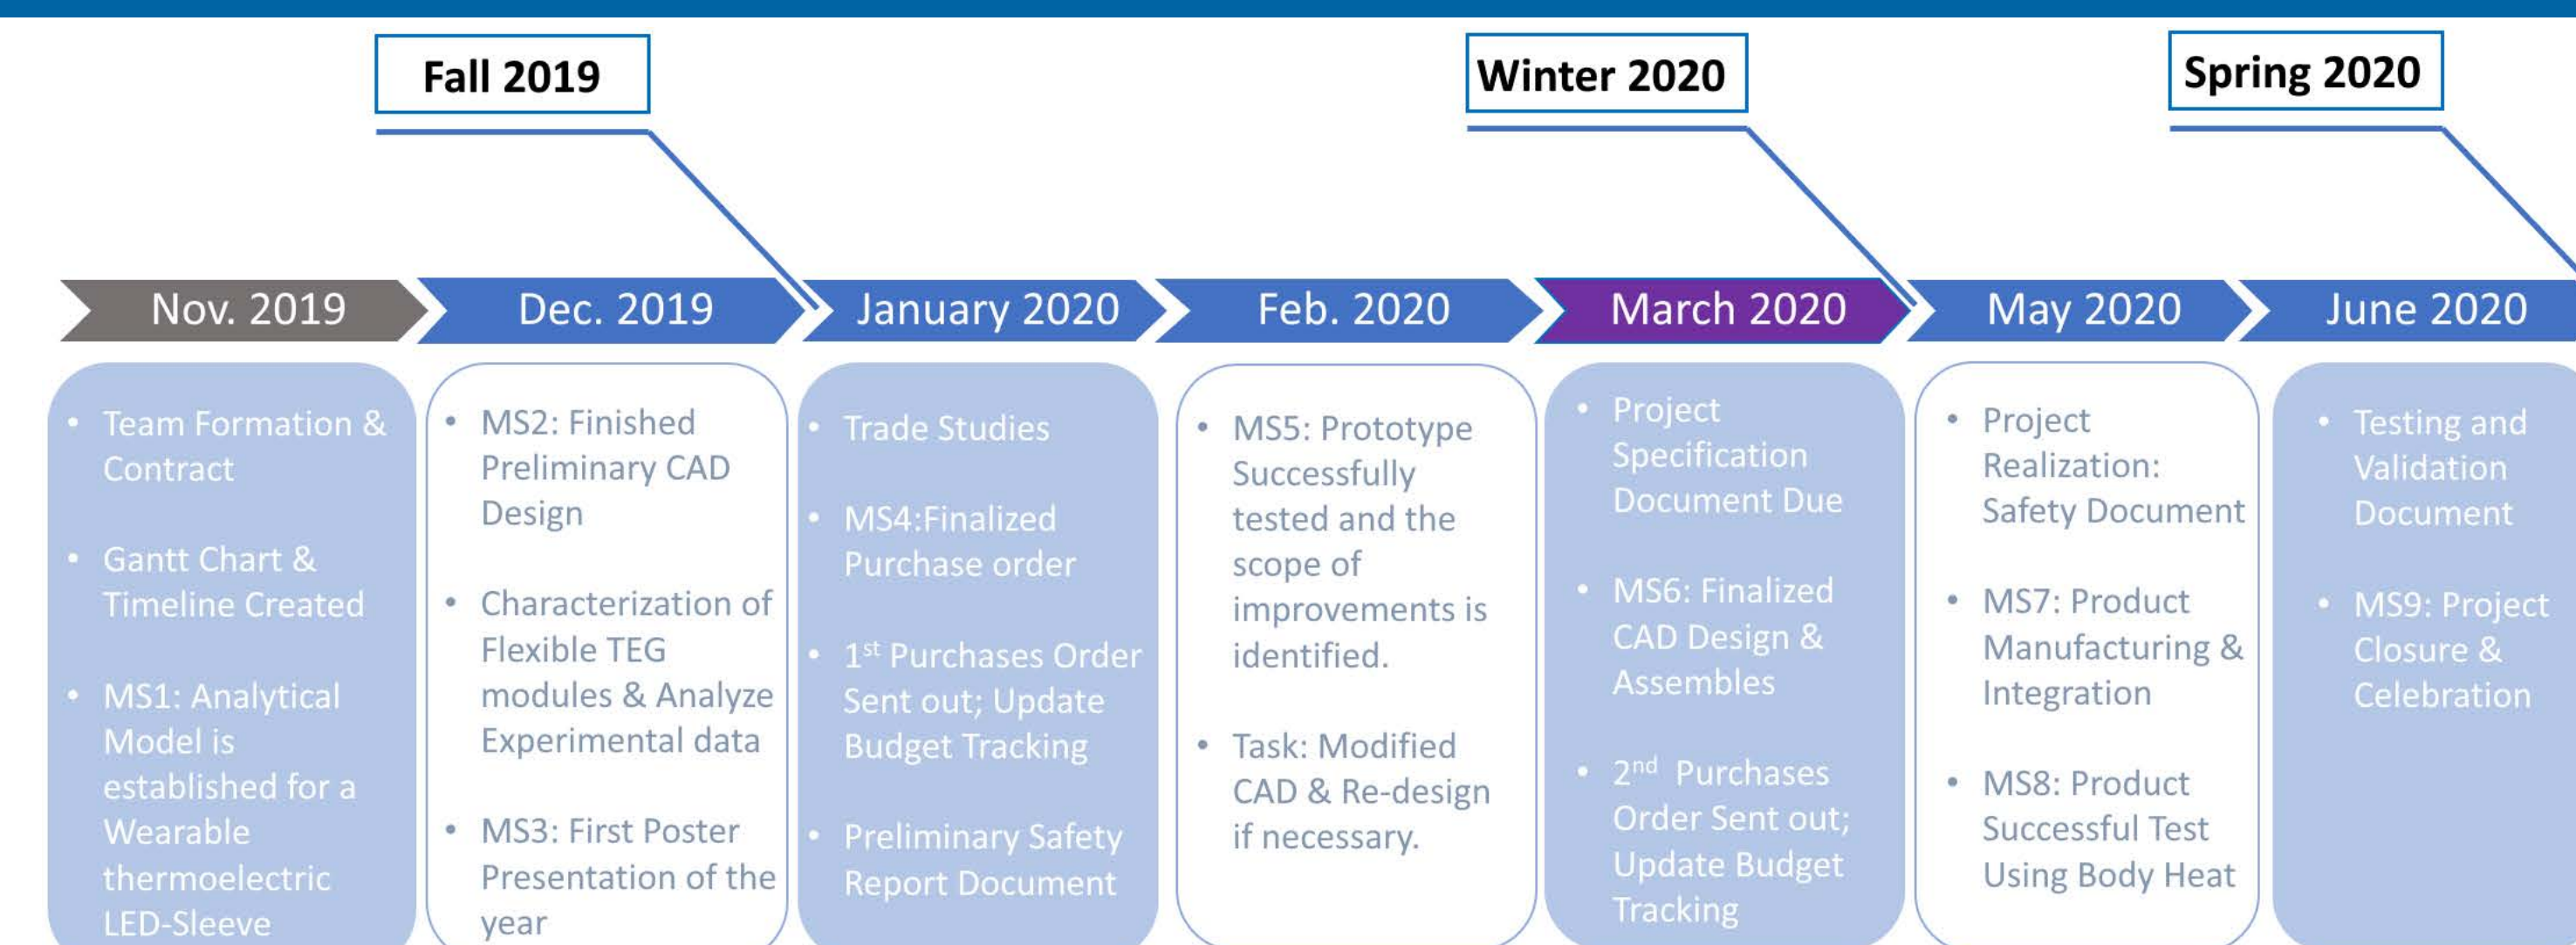 Fall 2019
Winter 2020
Spring 2020
Nov. 2019
Dec. 2019
January 2020
Feb. 2020
March 2020
May 2020
June 2020
• Team Formation &
Contract
• Gantt Chart &
Timeline Created
• MS1: Analytical
Model is
established for a
Wearable
thermoelectric
LED-Sleeve
• MS2: Finished
Preliminary CAD
Design
• Characterization of
Flexible TEG
modules & Analyze
Experimental data
• MS3: First Poster
Presentation of the
year
• Trade Studies
• MS4:Finalized
Purchase order
• 1st Purchases Order
Sent out; Update
Budget Tracking
• Preliminary Safety
Report Document
• MS5: Prototype
Successfully
tested and the
scope of
improvements is
identified.
• Task: Modified
CAD & Re-design
if necessary.
• Project
Specification
Document Due
• MS6: Finalized
CAD Design &
Assembles
• 2nd Purchases
Order Sent out;
Update Budget
Tracking
• Project
Realization:
Safety Document
• MS7: Product
Manufacturing &
Integration
• MS8: Product
Successful Test
Using Body Heat
• Testing and
Validation
Document
• MS9: Project
Closure &
Celebration